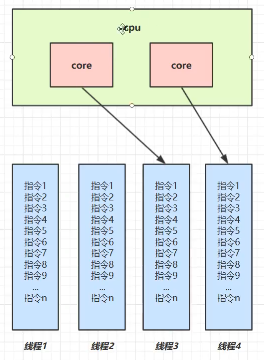 cpu
core core
指令1 指令1 指令1 指令1
指令2 指令2 指令2 指令2
指令3 指令3 指令3 指令3
指令4 指令4 指令4 指令4
指令5 指令5 指令5 指令5
指令6 指令6 指令6 指令6
指令7 指令7 指令7 指令7
指令8 指令8 指令8 指令8
指令9 指令9 指令9 指令9
... ... ... ...
指令n 指令n 指令n 指令n
线程1 线程2 线程3 线程4